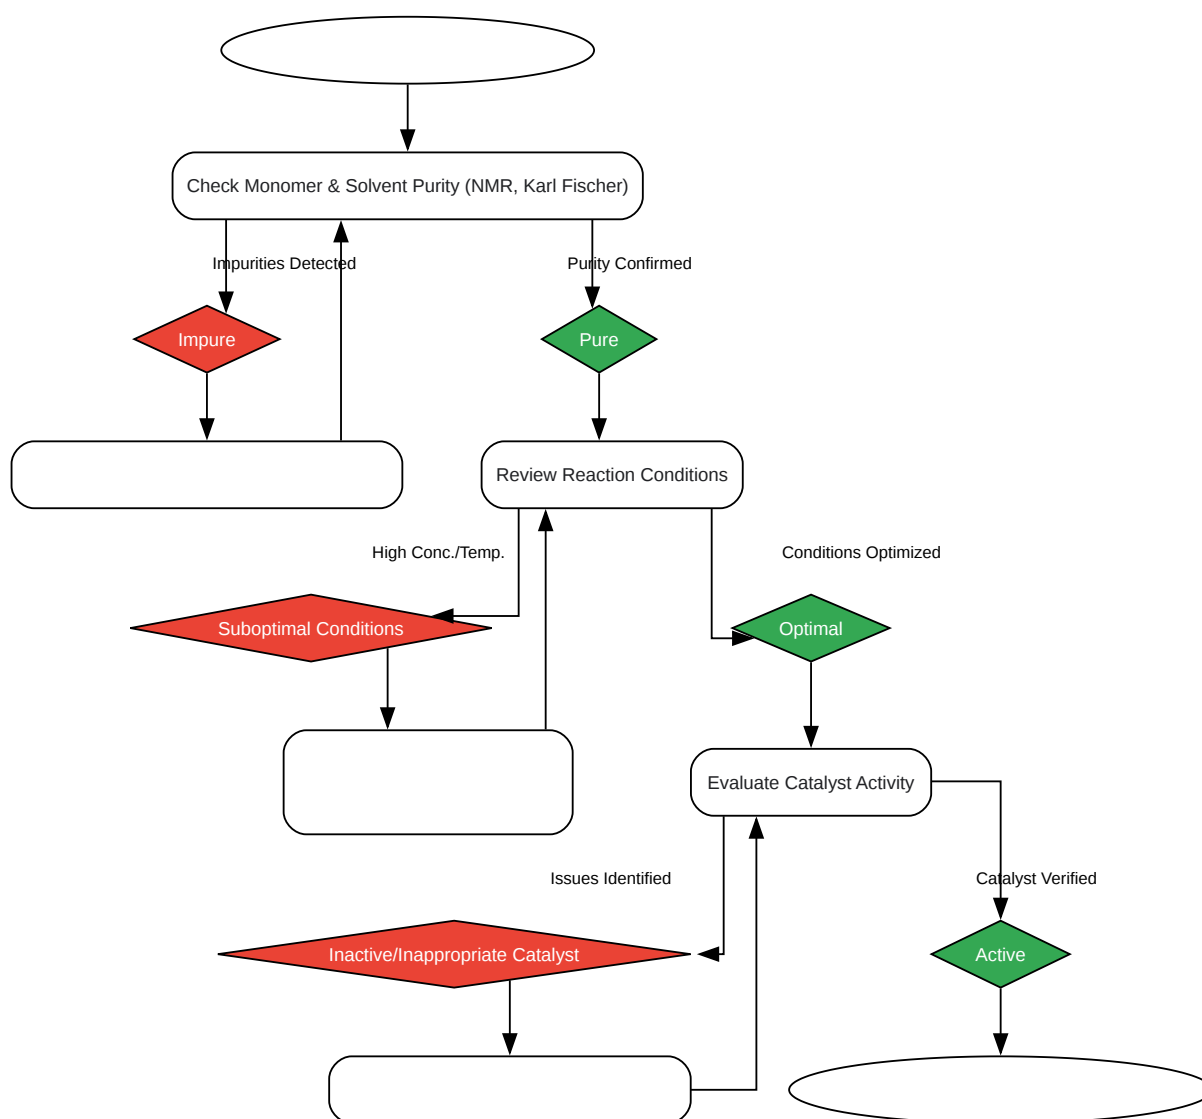 Check Monomer & Solvent Purity (NMR, Karl Fischer)
Impurities Detected
Purity Confirmed
Impure
Pure
Review Reaction Conditions
High Conc./Temp.
Conditions Optimized
Suboptimal Conditions
Optimal
Evaluate Catalyst Activity
Issues Identified
Catalyst Verified
Inactive/Inappropriate Catalyst
Active